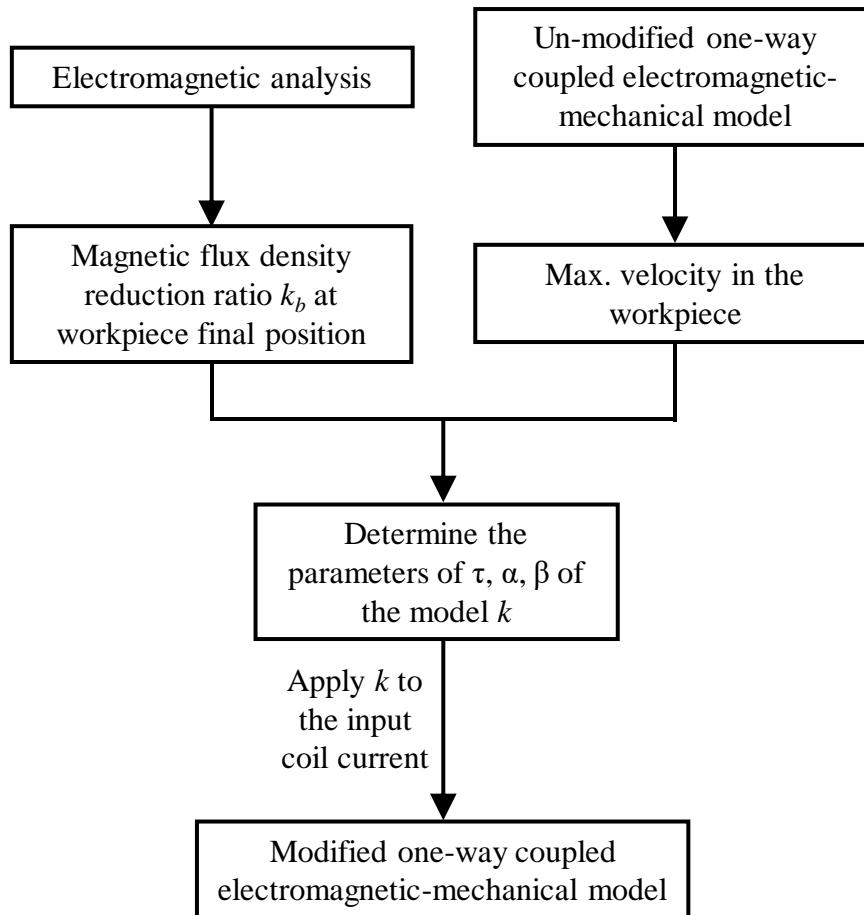 Electromagnetic analysis
Un-modified one-way
coupled electromagnetic-
mechanical model
Magnetic flux density
reduction ratio k_b at
workpiece final position
Max. velocity in the
workpiece
Determine the
parameters of τ, α, β of
the model k
Apply k to
the input
coil current
Modified one-way coupled
electromagnetic-mechanical model